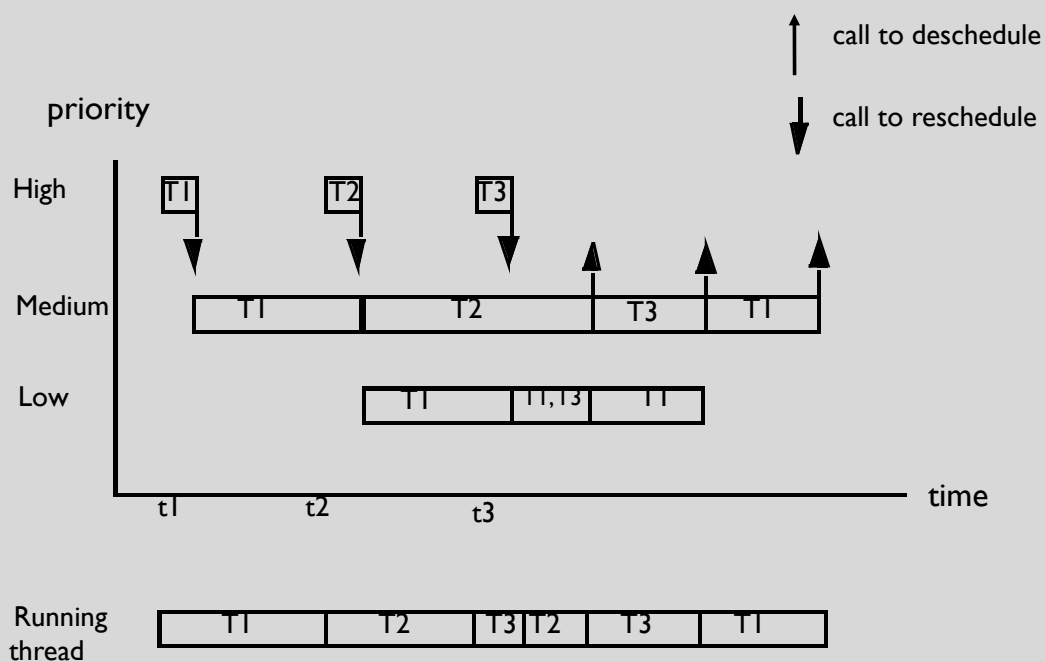 call to deschedule
priority
call to reschedule
High
T1
T2
T3
Medium
T1
T2
T3
T1
Low
T1
T1,T3
T1
time
t1
t2
t3
Running
thread
T1
T2
T3
T2
T3
T1